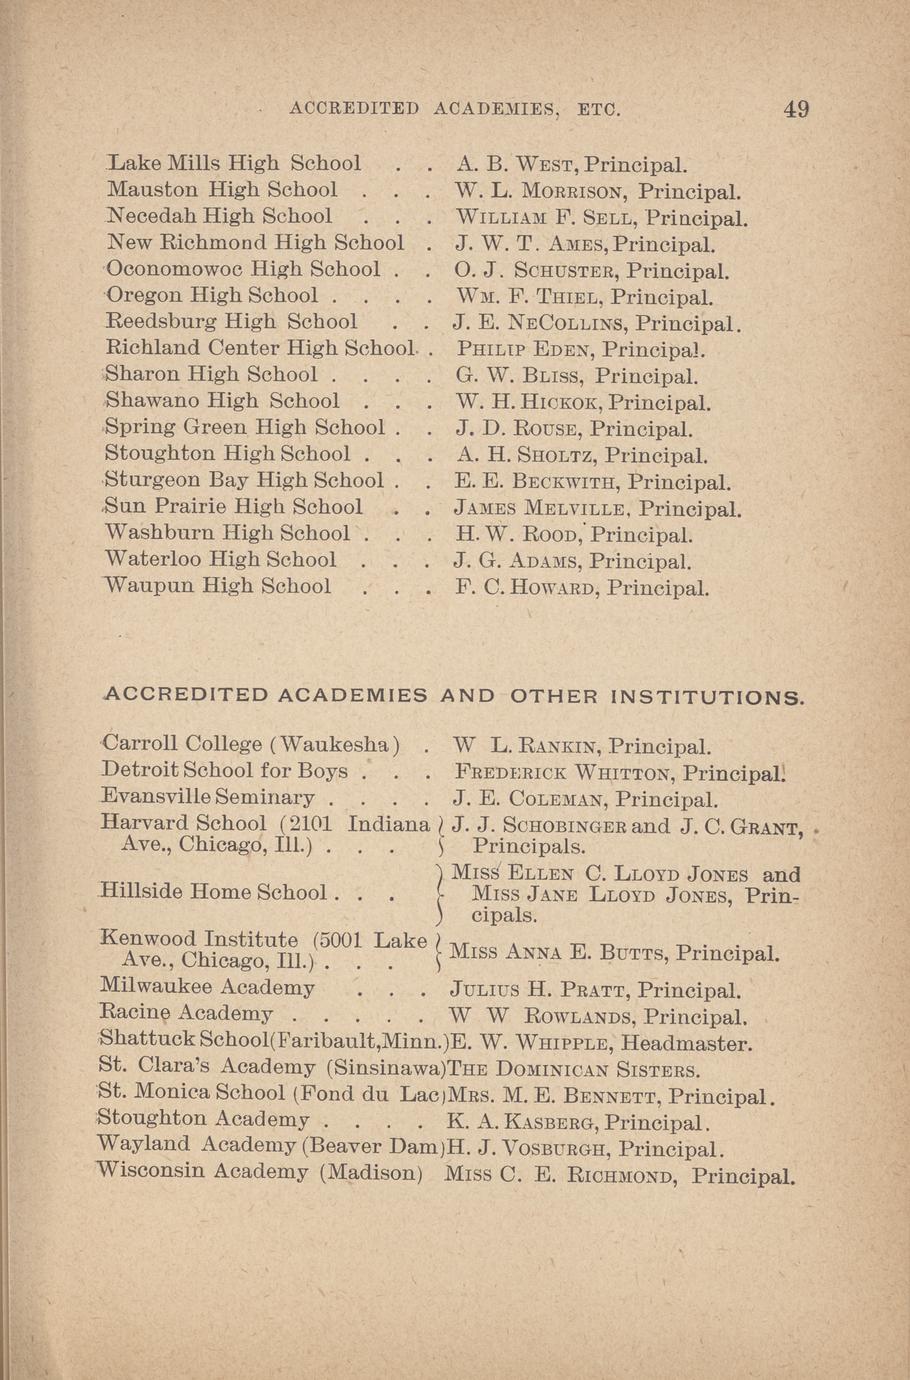 ACCREDITED ACADEMIES, ETC. 49
Lake Mills High School . . A. B. WEST, Principal.
Mauston High School . . . W. L. MORRISON, Principal.
Necedah High School . . . WILLIAM F. SELL, Principal.
New Richmond High School . J. W. T. AMES, Principal.
Oconomowoc High School . . O. J. SCHUSTER, Principal.
Oregon High School . . . . WM. F. THIEL, Principal.
Reedsburg High School . . J. E. NECOLLINS, Principal.
Richland Center High School . PHILIP EDEN, Principal.
Sharon High School . . . . G. W. BLISS, Principal.
Shawano High School . . . W. H. HICKOK, Principal.
Spring Green High School . . J. D. ROUSE, Principal.
Stoughton High School . . . A. H. SHOLTZ, Principal.
Sturgeon Bay High School . . E. E. BECKWITH, Principal.
Sun Prairie High School . . JAMES MELVILLE, Principal.
Washburn High School . . . H. W. ROOD, Principal.
Waterloo High School . . . J. G. ADAMS, Principal.
Waupun High School . . . F. C. HOWARD, Principal.
ACCREDITED ACADEMIES AND OTHER INSTITUTIONS.
Carroll College (Waukesha) . W L. RANKIN, Principal.
Detroit School for Boys . . . FREDERICK WHITTON, Principal.
Evansville Seminary . . . . J. E. COLEMAN, Principal.
Harvard School (2101 Indiana } J. J. SCHOBINGER and J. C. GRANT,
Ave., Chicago, Ill.) . . . Principals.
MISS ELLEN C. LLOYD JONES and
Hillside Home School . . . } MISS JANE LLOYD JONES, Prin-
cipals.
Kenwood Institute (5001 Lake
Ave., Chicago, Ill.) . . . } MISS ANNA E. BUTTS, Principal.
Milwaukee Academy . . . JULIUS H. PRATT, Principal.
Racine Academy . . . . . W W ROWLANDS, Principal.
Shattuck School (Faribault, Minn.) E. W. WHIPPLE, Headmaster.
St. Clara's Academy (Sinsinawa) THE DOMINICAN SISTERS.
St. Monica School (Fond du Lac) MRS. M. E. BENNETT, Principal.
Stoughton Academy . . . . K. A. KASBERG, Principal.
Wayland Academy (Beaver Dam) H. J. VOSBURGH, Principal.
Wisconsin Academy (Madison) MISS C. E. RICHMOND, Principal.